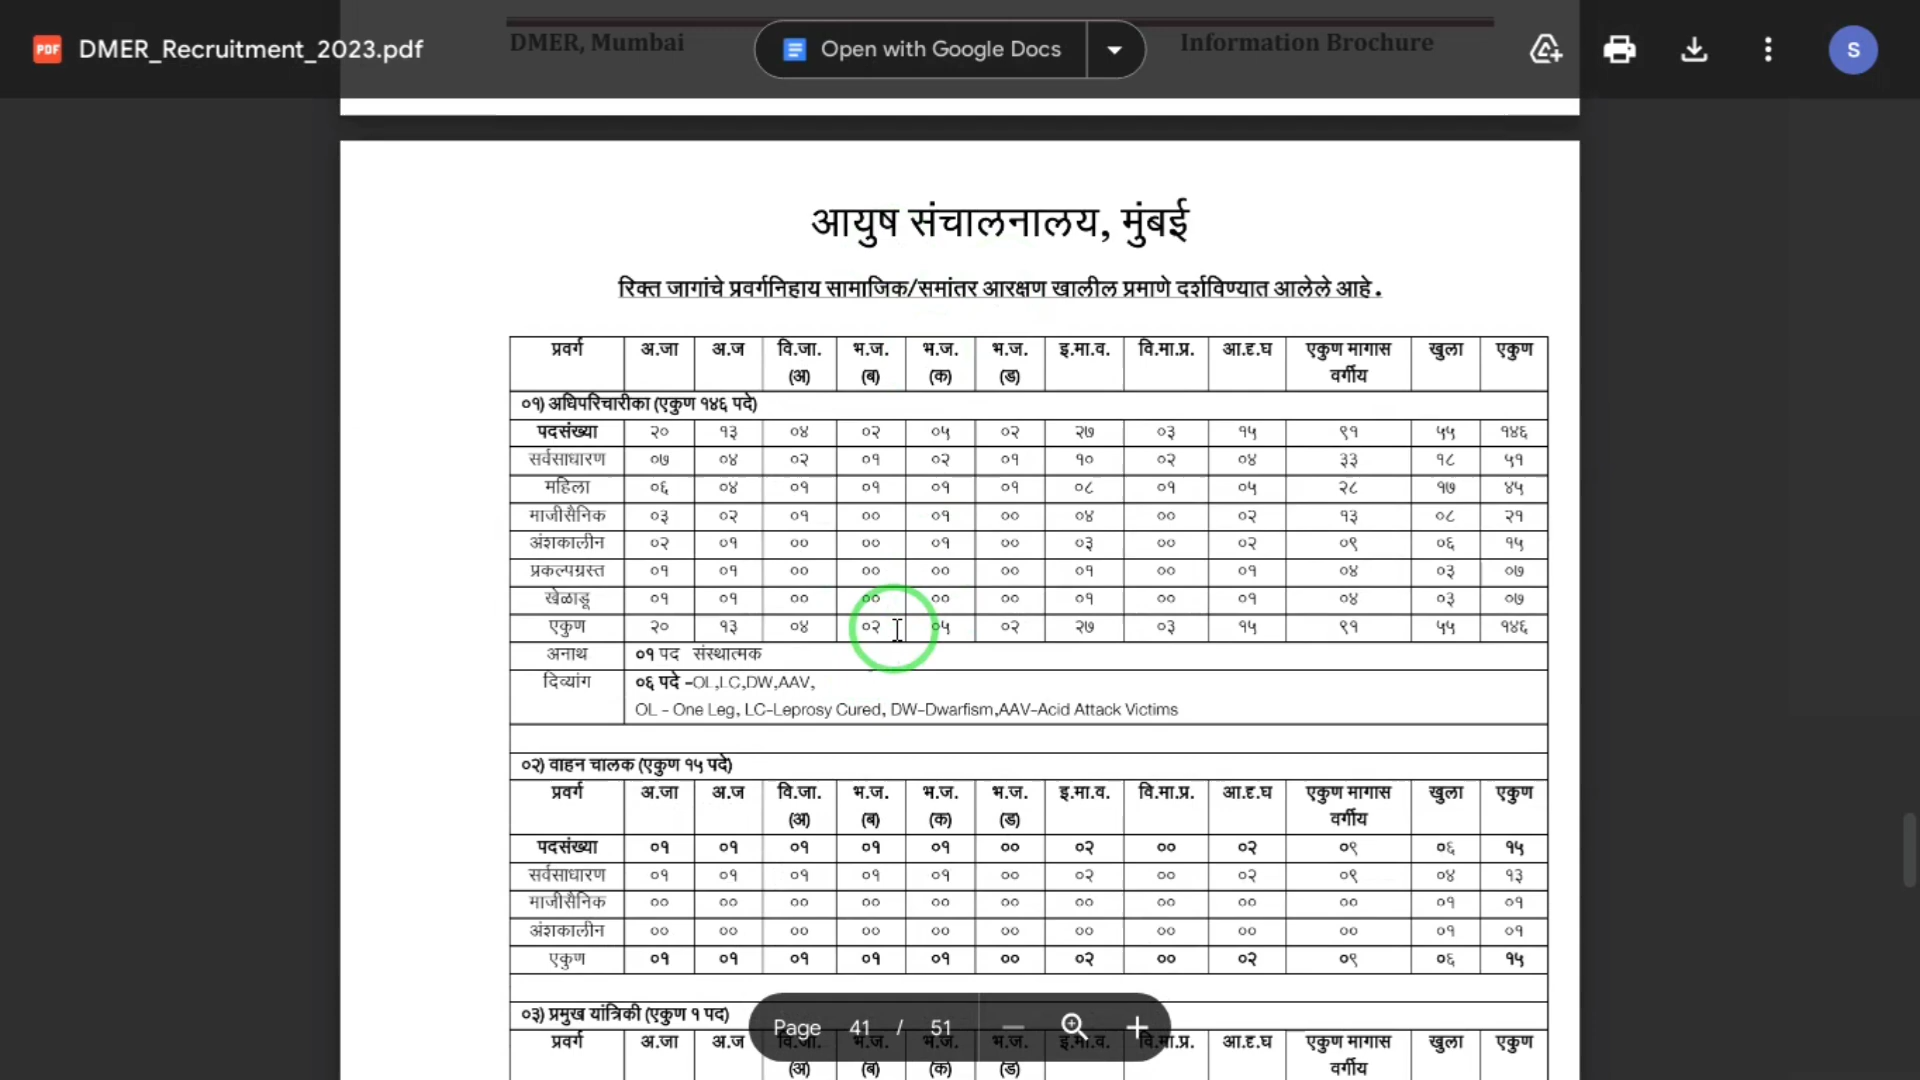 DMER_Recruitment_2023.pdf
DMER, Mumbai
Open with Google Docs
Information Brochure
S
आयुष संचालनालय, मुंबई
रिक्त जागांचे प्रवर्गनिहाय सामाजिक/समांतर आरक्षण खालील प्रमाणे दर्शविण्यात आलेले आहे.
प्रवर्ग अ.जा अ.ज वि.जा. (अ) भ.ज. (ब) भ.ज. (क) भ.ज. (ड) इ.मा.व. वि.मा.प्र. आ.दृ.घ एकुण मागास वर्गीय खुला एकुण
०१) अधिपरिचारीका (एकुण १४६ पदे)
पदसंख्या २० १३ ०४ ०२ ०५ ०२ २७ ०३ १५ ९१ ५५ १४६
सर्वसाधारण ०७ ०४ ०२ ०१ ०२ ०१ १० ०२ ०४ ३३ १८ ५१
महिला ०६ ०४ ०१ ०१ ०१ ०१ ०८ ०१ ०५ २८ १७ ४५
माजीसैनिक ०३ ०२ ०१ ०० ०१ ०० ०४ ०० ०२ १३ ०८ २१
अंशकालीन ०२ ०१ ०० ०० ०१ ०० ०३ ०० ०२ ०९ ०६ १५
प्रकल्पग्रस्त ०१ ०१ ०० ०० ०० ०० ०१ ०० ०१ ०४ ०३ ०७
खेळाडू ०१ ०१ ०० ०० ०० ०० ०१ ०० ०१ ०४ ०३ ०७
एकुण २० १३ ०४ ०२ ०५ ०२ २७ ०३ १५ ९१ ५५ १४६
अनाथ ०१ पद संस्थात्मक
दिव्यांग ०६ पदे -OL,LC,DW,AAV,
OL - One Leg, LC-Leprosy Cured, DW-Dwarfism,AAV-Acid Attack Victims
०२) वाहन चालक (एकुण १५ पदे)
प्रवर्ग अ.जा अ.ज वि.जा. (अ) भ.ज. (ब) भ.ज. (क) भ.ज. (ड) इ.मा.व. वि.मा.प्र. आ.दृ.घ एकुण मागास वर्गीय खुला एकुण
पदसंख्या ०१ ०१ ०१ ०१ ०१ ०० ०२ ०० ०२ ०९ ०६ १५
सर्वसाधारण ०१ ०१ ०१ ०१ ०१ ०० ०२ ०० ०२ ०९ ०४ १३
माजीसैनिक ०० ०० ०० ०० ०० ०० ०० ०० ०० ०० ०१ ०१
अंशकालीन ०० ०० ०० ०० ०० ०० ०० ०० ०० ०० ०१ ०१
एकुण ०१ ०१ ०१ ०१ ०१ ०० ०२ ०० ०२ ०९ ०६ १५
०३) प्रमुख यांत्रिकी (एकुण १ पद)
प्रवर्ग अ.जा अ.ज वि.जा. (अ) भ.ज. (ब) भ.ज. (क) भ.ज. (ड) इ.मा.व. वि.मा.प्र. आ.दृ.घ एकुण मागास वर्गीय खुला एकुण
Page 41 / 51